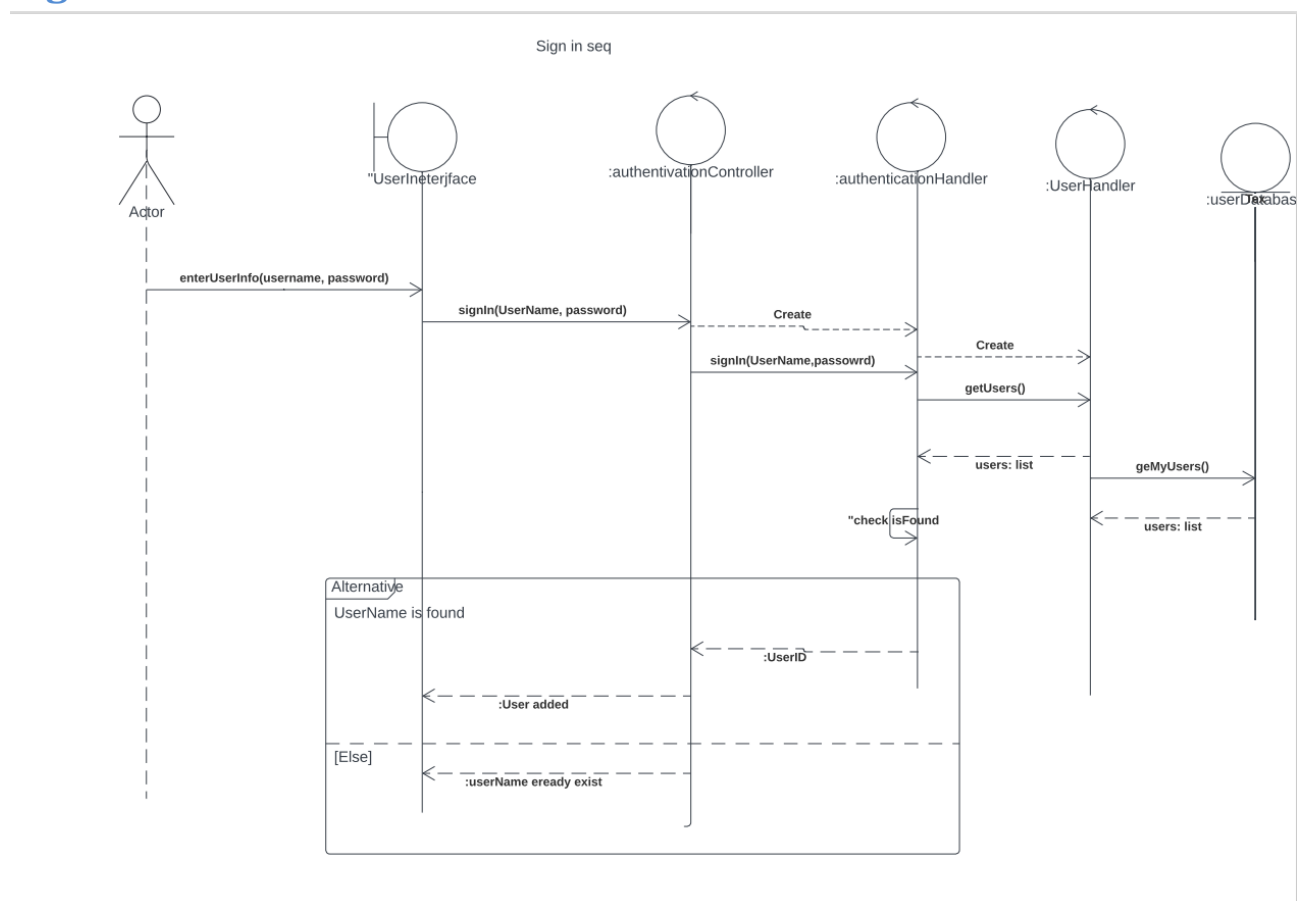 Sign in seq
Actor
"UserIneterjface
:authentivationController
:authenticationHandler
:UserHandler
:userDatabas
Tex
enterUserInfo(username, password)
signIn(UserName, password)
Create
Create
signIn(UserName,passowrd)
getUsers()
users: list
geMyUsers()
"check isFound
users: list
Alternative
UserName is found
:UserID
:User added
[Else]
:userName eready exist